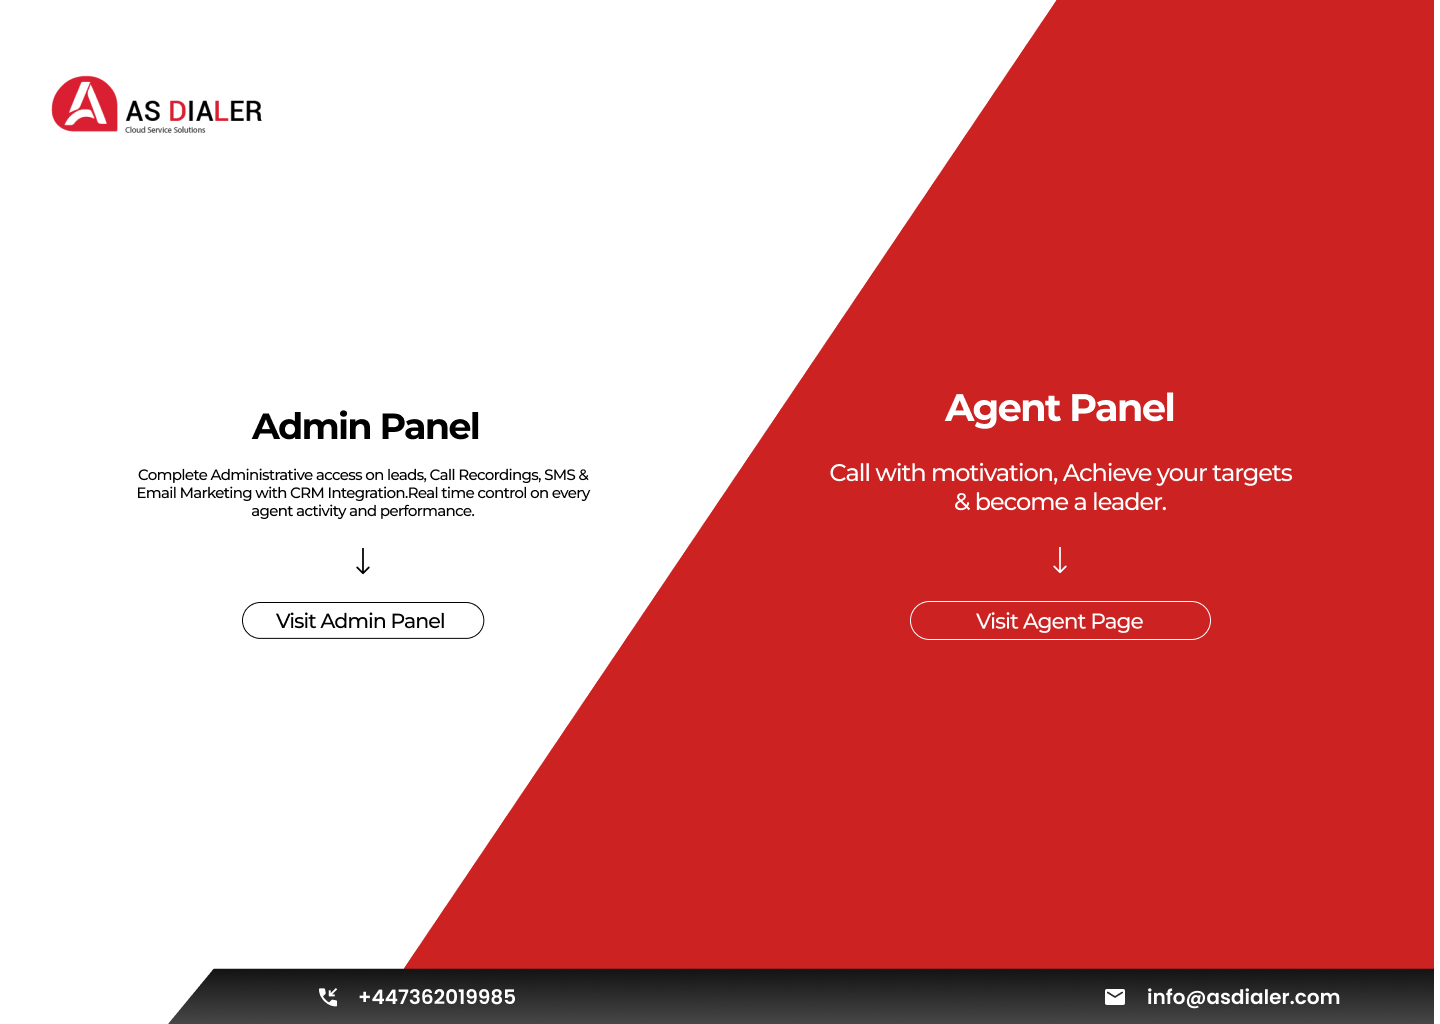 AS DIALER
Cloud Service Solutions
Admin Panel
Complete Administrative access on leads, Call Recordings, SMS &
Email Marketing with CRM Integration.Real time control on every
agent activity and performance.
Visit Admin Panel
Agent Panel
Call with motivation, Achieve your targets
& become a leader.
Visit Agent Page
+447362019985
info@asdialer.com